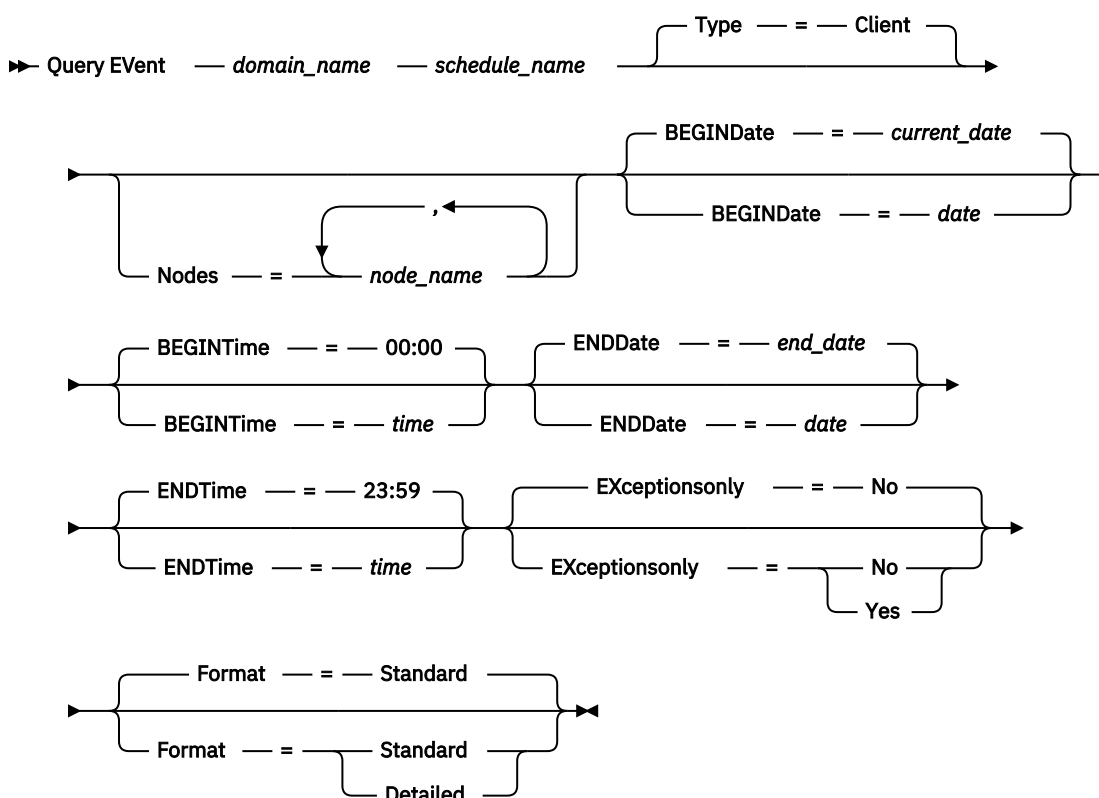 Type = Client
Query EVent domain_name schedule_name
BEGINDate = current_date
BEGINDate = date
,
Nodes = node_name
BEGINTime = 00:00
ENDDate = end_date
BEGINTime = time
ENDDate = date
ENDTime = 23:59
EXceptionsonly = No
ENDTime = time
EXceptionsonly = No
Yes
Format = Standard
Format = Standard
Detailed